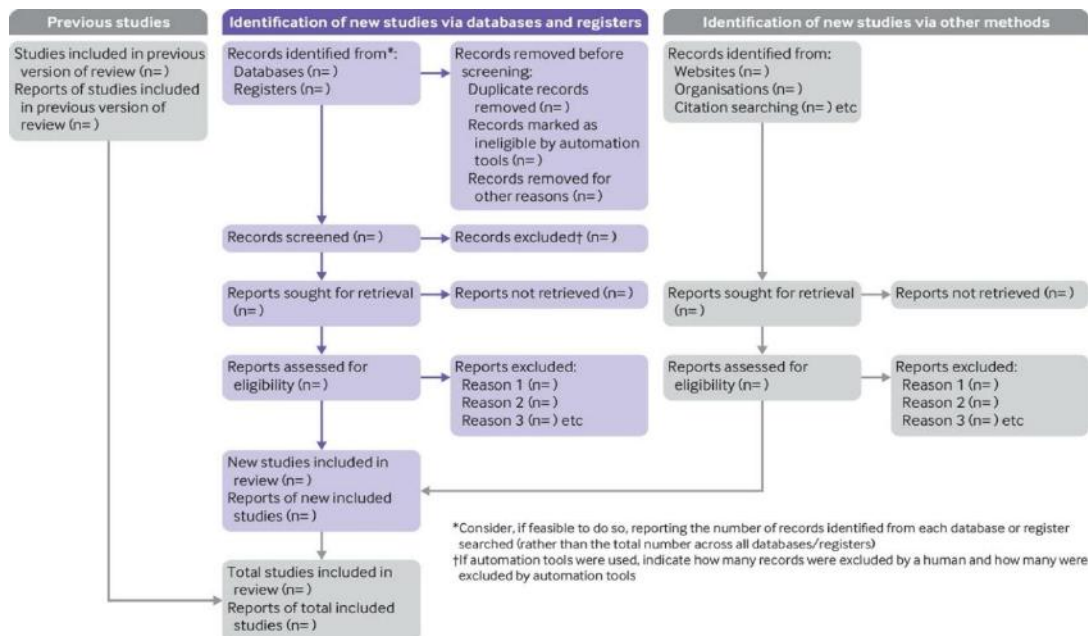 Previous studies
Identification of new studies via databases and registers
Identification of new studies via other methods
Studies included in previous
version of review (n= )
Reports of studies included
in previous version of
review (n= )
Records identified from*:
Databases (n= )
Registers (n= )
Records removed before
screening:
Duplicate records
removed (n= )
Records marked as
ineligible by automation
tools (n= )
Records removed for
other reasons (n= )
Records identified from:
Websites (n= )
Organisations (n= )
Citation searching (n= ) etc
Records screened (n= )
Records excluded† (n= )
Reports sought for retrieval
(n= )
Reports not retrieved (n= )
Reports sought for retrieval
(n= )
Reports not retrieved (n= )
Reports assessed for
eligibility (n= )
Reports excluded:
Reason 1 (n= )
Reason 2 (n= )
Reason 3 (n= ) etc
Reports assessed for
eligibility (n= )
Reports excluded:
Reason 1 (n= )
Reason 2 (n= )
Reason 3 (n= ) etc
New studies included in
review (n= )
Reports of new included
studies (n= )
*Consider, if feasible to do so, reporting the number of records identified from each database or register
searched (rather than the total number across all databases/registers)
†If automation tools were used, indicate how many records were excluded by a human and how many were
excluded by automation tools
Total studies included in
review (n= )
Reports of total included
studies (n= )